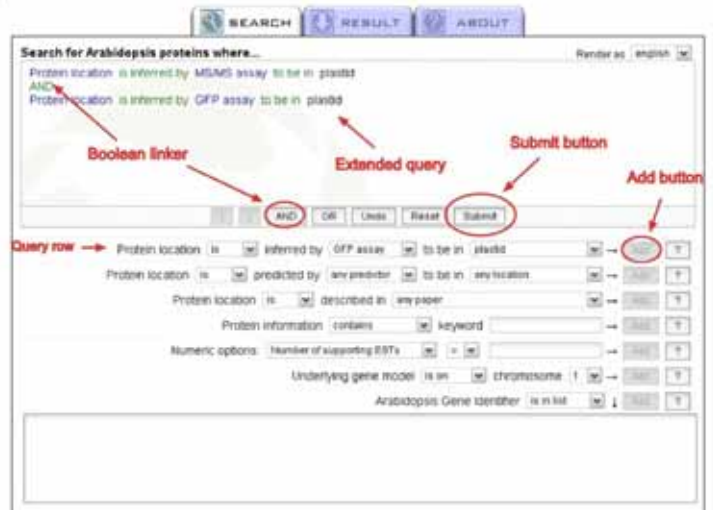 SEARCH RESULT ABOUT
Search for Arabidopsis proteins where...
Render as english
Protein location is inferred by MS/MS assay to be in plastid
AND
Protein location is inferred by GFP assay to be in plastid
Boolean linker
Extended query
Submit button
Add button
( ) AND OR Undo Reset Submit
Query row Protein location is inferred by GFP assay to be in plastid → Add ?
Protein location is predicted by any predictor to be in any location → Add ?
Protein location is described in any paper → Add ?
Protein information contains keyword → Add ?
Numeric options: Number of supporting ESTs = → Add ?
Underlying gene model is on chromosome 1 → Add ?
Arabidopsis Gene Identifier is in list ↓ Add ?